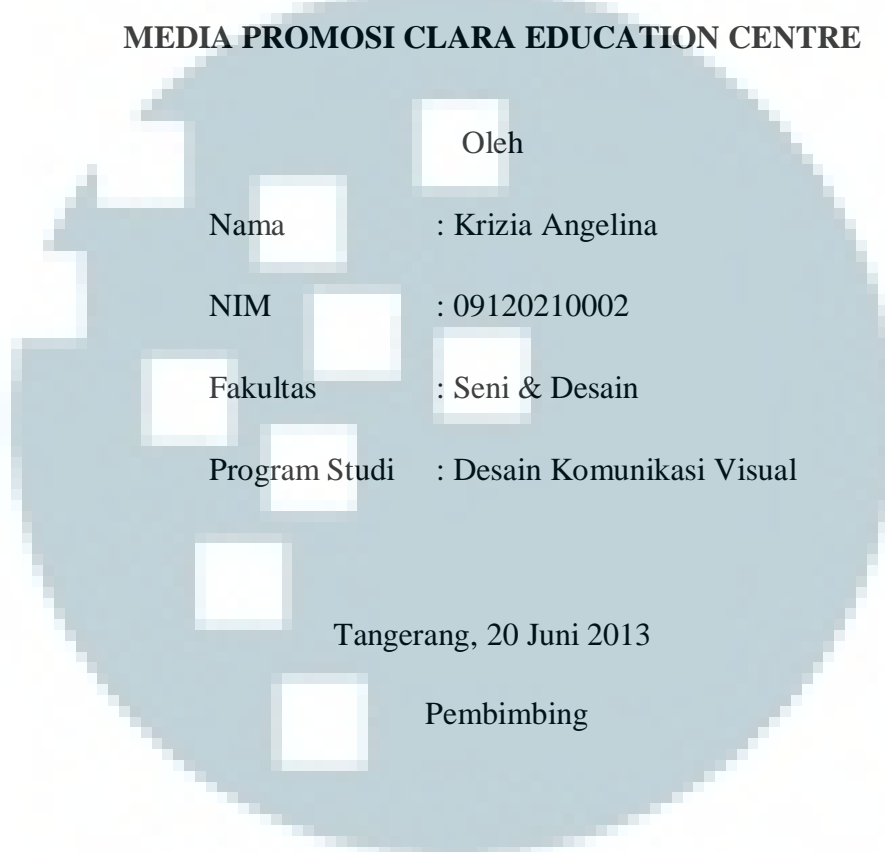 MEDIA PROMOSI CLARA EDUCATION CENTRE
Oleh
Nama : Krizia Angelina
NIM : 09120210002
Fakultas : Seni & Desain
Program Studi : Desain Komunikasi Visual
Tangerang, 20 Juni 2013
Pembimbing